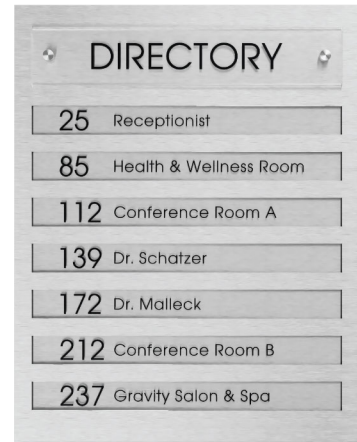 DIRECTORY
25 Receptionist
85 Health & Wellness Room
112 Conference Room A
139 Dr. Schatzer
172 Dr. Malleck
212 Conference Room B
237 Gravity Salon & Spa